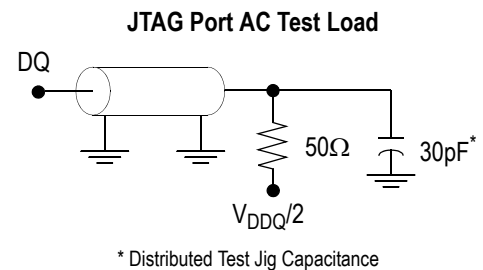 JTAG Port AC Test Load
DQ
50Ω
30pF*
VDDQ/2
* Distributed Test Jig Capacitance